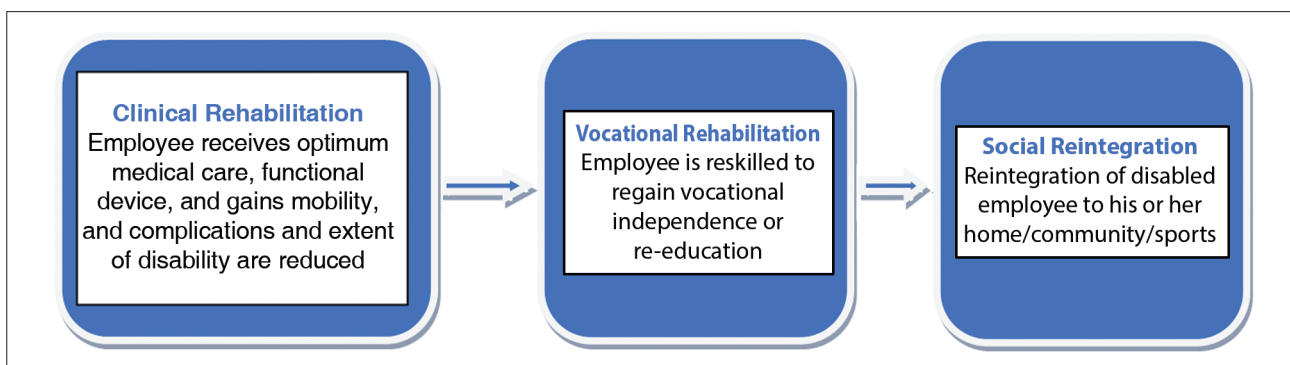 Clinical Rehabilitation
Employee receives optimum
medical care, functional
device, and gains mobility,
and complications and extent
of disability are reduced
Vocational Rehabilitation
Employee is reskilled to
regain vocational
independence or
re-education
Social Reintegration
Reintegration of disabled
employee to his or her
home/community/sports